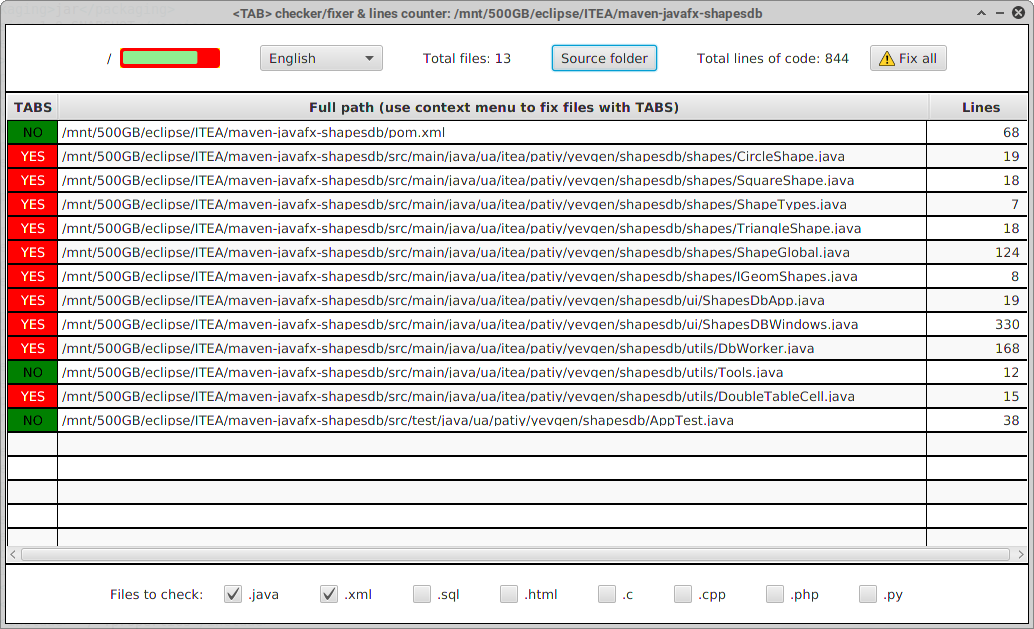 <TAB> checker/fixer & lines counter: /mnt/500GB/eclipse/ITEA/maven-javafx-shapesdb
/ English Total files: 13 Source folder Total lines of code: 844 Fix all
TABS Full path (use context menu to fix files with TABS) Lines
NO /mnt/500GB/eclipse/ITEA/maven-javafx-shapesdb/pom.xml 68
YES /mnt/500GB/eclipse/ITEA/maven-javafx-shapesdb/src/main/java/ua/itea/patiy/yevgen/shapesdb/shapes/CircleShape.java 19
YES /mnt/500GB/eclipse/ITEA/maven-javafx-shapesdb/src/main/java/ua/itea/patiy/yevgen/shapesdb/shapes/SquareShape.java 18
YES /mnt/500GB/eclipse/ITEA/maven-javafx-shapesdb/src/main/java/ua/itea/patiy/yevgen/shapesdb/shapes/ShapeTypes.java 7
YES /mnt/500GB/eclipse/ITEA/maven-javafx-shapesdb/src/main/java/ua/itea/patiy/yevgen/shapesdb/shapes/TriangleShape.java 18
YES /mnt/500GB/eclipse/ITEA/maven-javafx-shapesdb/src/main/java/ua/itea/patiy/yevgen/shapesdb/shapes/ShapeGlobal.java 124
YES /mnt/500GB/eclipse/ITEA/maven-javafx-shapesdb/src/main/java/ua/itea/patiy/yevgen/shapesdb/shapes/IGeomShapes.java 8
YES /mnt/500GB/eclipse/ITEA/maven-javafx-shapesdb/src/main/java/ua/itea/patiy/yevgen/shapesdb/ui/ShapesDbApp.java 19
YES /mnt/500GB/eclipse/ITEA/maven-javafx-shapesdb/src/main/java/ua/itea/patiy/yevgen/shapesdb/ui/ShapesDBWindows.java 330
YES /mnt/500GB/eclipse/ITEA/maven-javafx-shapesdb/src/main/java/ua/itea/patiy/yevgen/shapesdb/utils/DbWorker.java 168
NO /mnt/500GB/eclipse/ITEA/maven-javafx-shapesdb/src/main/java/ua/itea/patiy/yevgen/shapesdb/utils/Tools.java 12
YES /mnt/500GB/eclipse/ITEA/maven-javafx-shapesdb/src/main/java/ua/itea/patiy/yevgen/shapesdb/utils/DoubleTableCell.java 15
NO /mnt/500GB/eclipse/ITEA/maven-javafx-shapesdb/src/test/java/ua/patiy/yevgen/shapesdb/AppTest.java 38
Files to check: .java .xml .sql .html .c .cpp .php .py